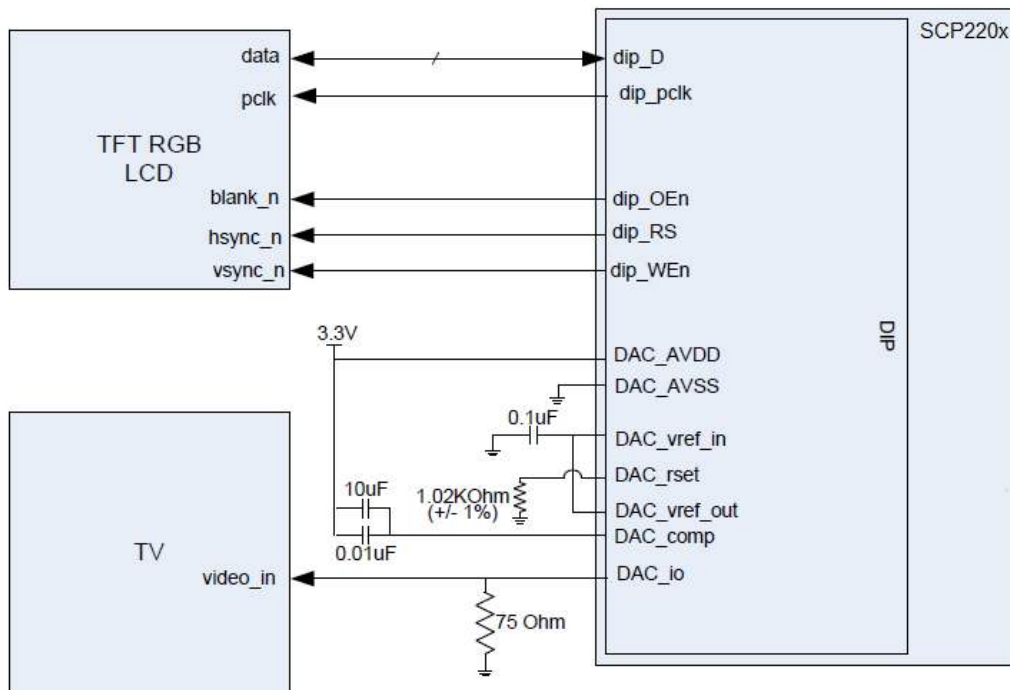 SCP220x
data
pclk
TFT RGB
LCD
blank_n
hsync_n
vsync_n
dip_D
dip_pclk
dip_OEn
dip_RS
dip_WEn
DIP
3.3V
DAC_AVDD
DAC_AVSS
0.1uF
DAC_vref_in
DAC_rset
10uF
1.02KOhm
(+/- 1%)
DAC_vref_out
DAC_comp
0.01uF
TV
video_in
DAC_io
75 Ohm